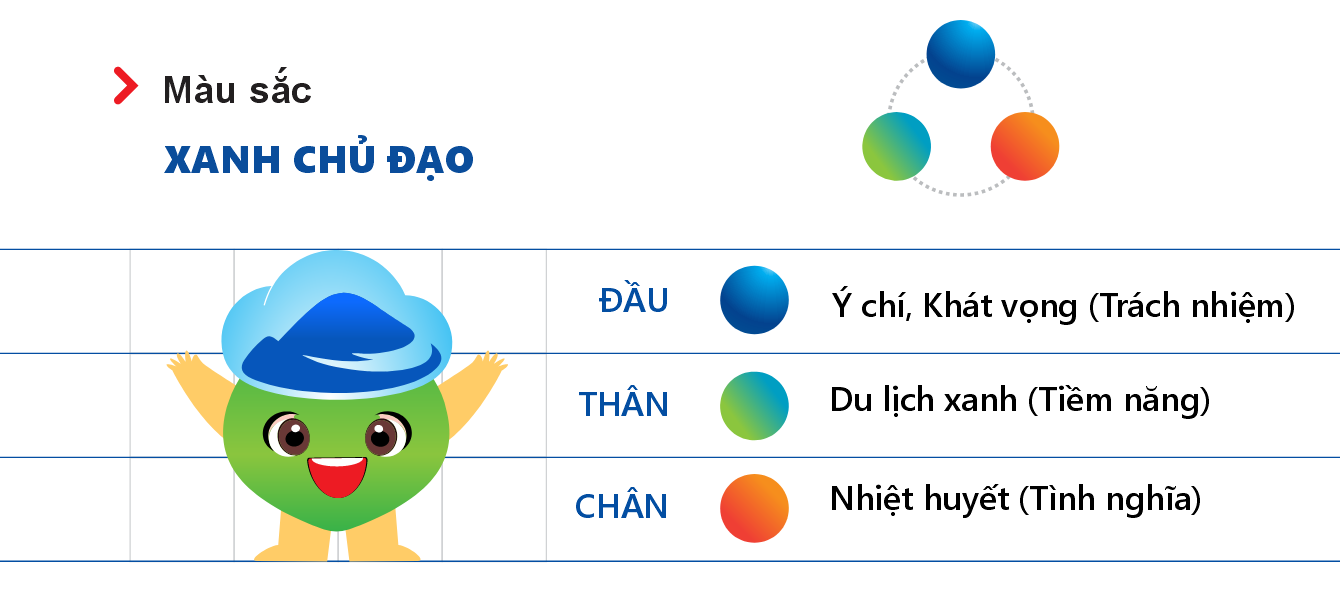 Màu sắc
XANH CHỦ ĐẠO
ĐẦU
Ý chí, Khát vọng (Trách nhiệm)
THÂN
Du lịch xanh (Tiềm năng)
CHÂN
Nhiệt huyết (Tình nghĩa)